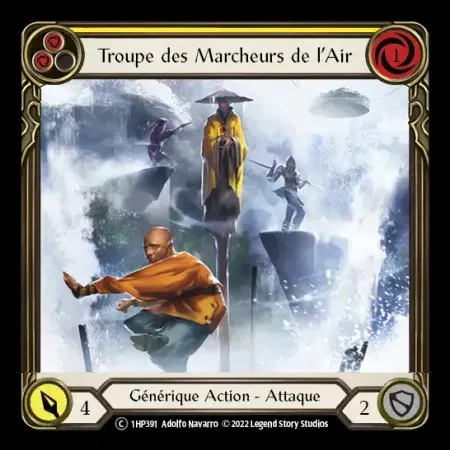 Troupe des Marcheurs de l'Air
1
4
Générique Action - Attaque
2
C 1HP391 Adolfo Navarro © 2022 Legend Story Studios